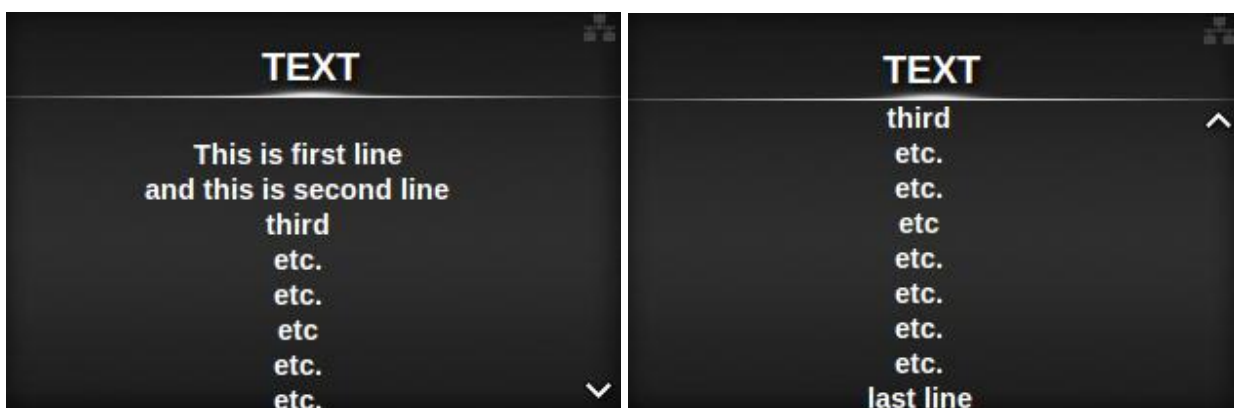 TEXT
This is first line
and this is second line
third
etc.
etc.
etc
etc.
etc.
TEXT
third
etc.
etc.
etc
etc.
etc.
etc.
etc.
last line